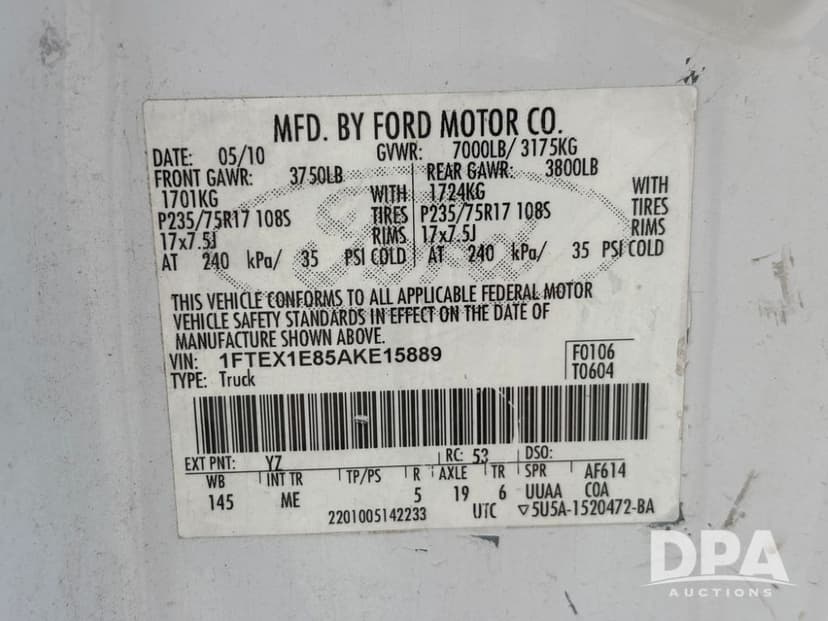 MFD. BY FORD MOTOR CO.
DATE: 05/10 GVWR: 7000LB/ 3175KG
FRONT GAWR: 3750LB REAR GAWR: 3800LB
1701KG WITH 1724KG WITH
P235/75R17 108S TIRES P235/75R17 108S TIRES
17x7.5J RIMS 17x7.5J RIMS
AT 240 kPa/ 35 PSI COLD AT 240 kPa/ 35 PSI COLD
Ford
THIS VEHICLE CONFORMS TO ALL APPLICABLE FEDERAL MOTOR
VEHICLE SAFETY STANDARDS IN EFFECT ON THE DATE OF
MANUFACTURE SHOWN ABOVE.
VIN: 1FTEX1E85AKE15889 F0106
TYPE: Truck T0604
EXT PNT: YZ RC: 53 DSO:
WB INT TR TP/PS R AXLE TR SPR AF614
145 ME 5 19 6 UUAA COA
2201005142233 UTC ▽5U5A-1520472-BA
DPA
AUCTIONS